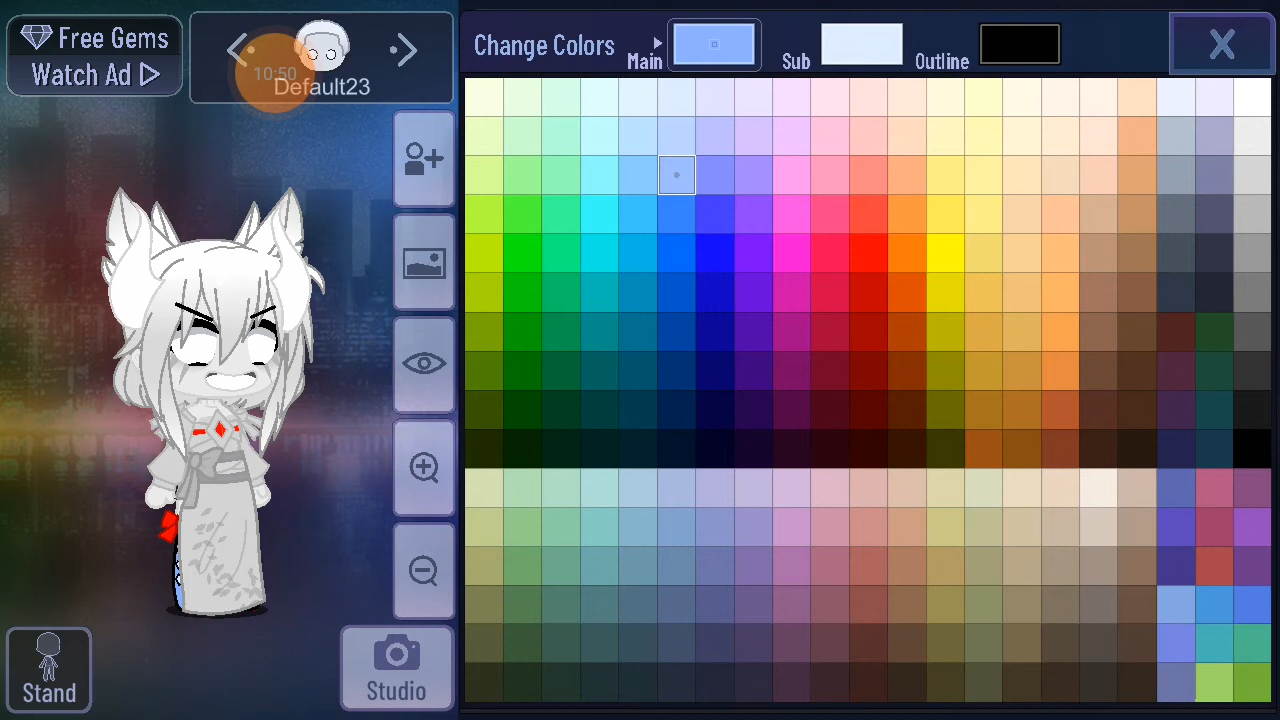 Free Gems
Watch Ad
10:50
Default23
Change Colors
Main
Sub
Outline
X
Stand
Studio